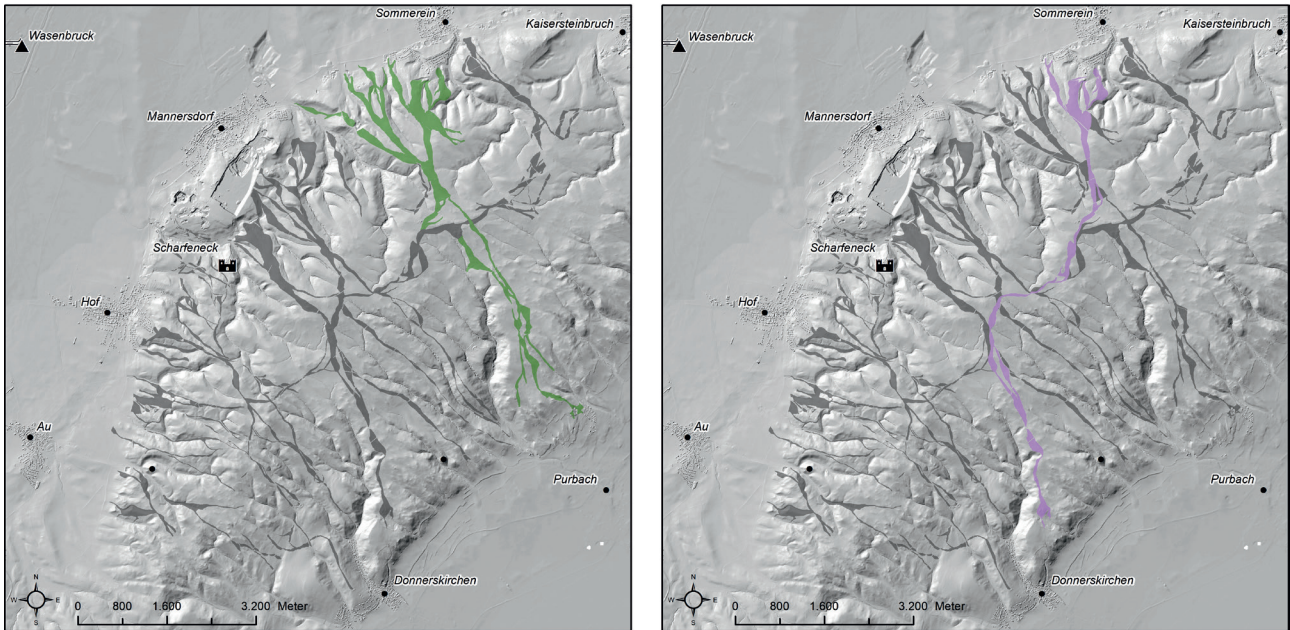 Sommerein
Kaisersteinbruch
Wasenbruck
Mannersdorf
Scharfeneck
Hof
Au
Purbach
Donnerskirchen
N
W E
S
0 800 1.600 3.200 Meter
Sommerein
Kaisersteinbruch
Wasenbruck
Mannersdorf
Scharfeneck
Hof
Au
Purbach
Donnerskirchen
N
W E
S
0 800 1.600 3.200 Meter